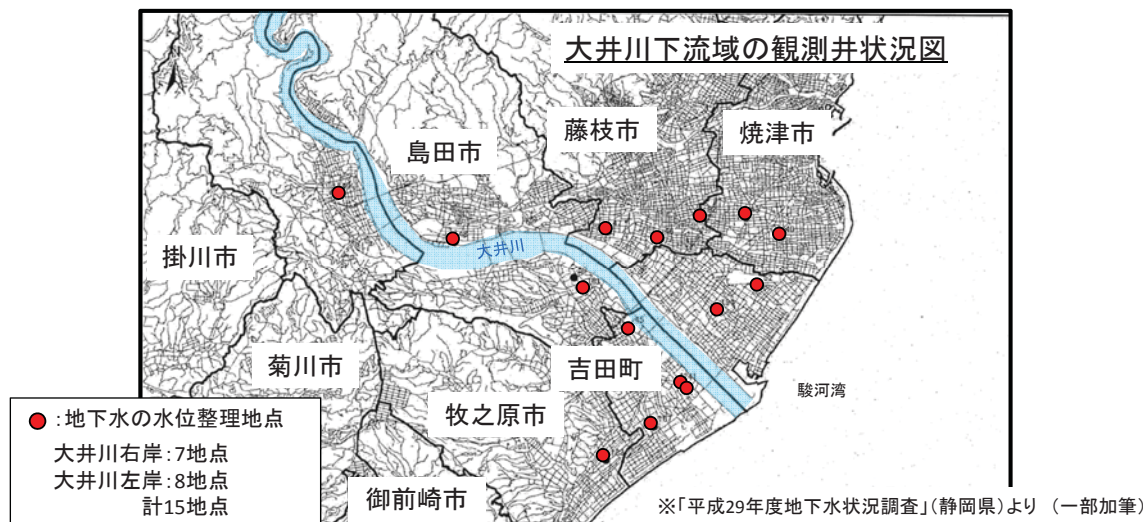 大井川下流域の観測井状況図
藤枝市
焼津市
島田市
掛川市
大井川
菊川市
吉田町
牧之原市
駿河湾
御前崎市
●:地下水の水位整理地点
大井川右岸:7地点
大井川左岸:8地点
計15地点
※「平成29年度地下水状況調査」(静岡県)より (一部加筆)